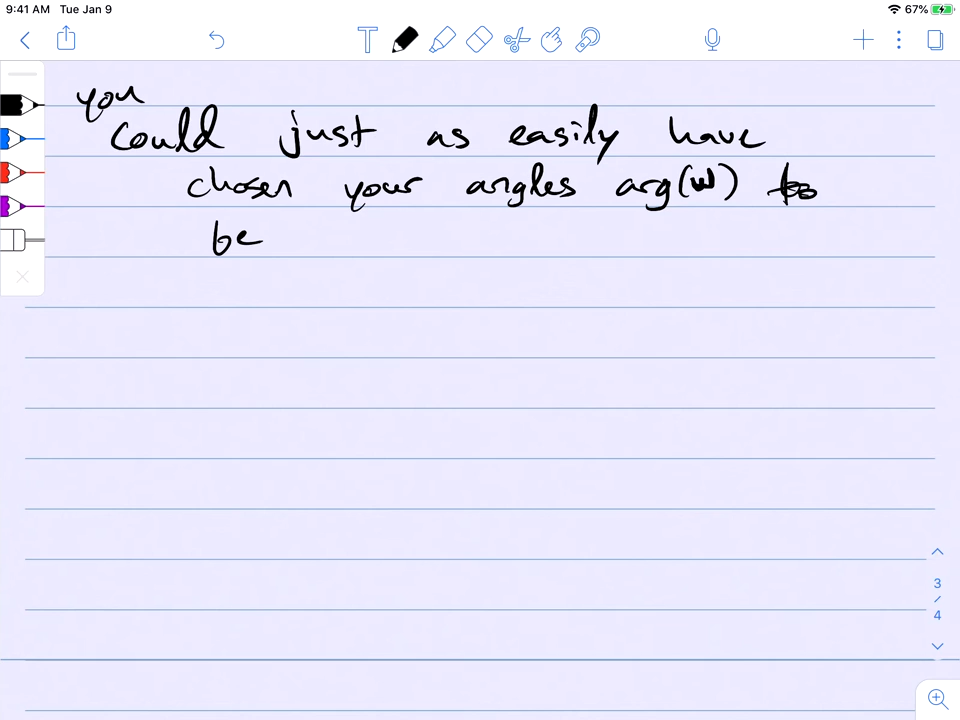 9:41 AM Tue Jan 9
67%
T
you
could just as easily have
chosen your angles arg(w) to
be
3
/
4